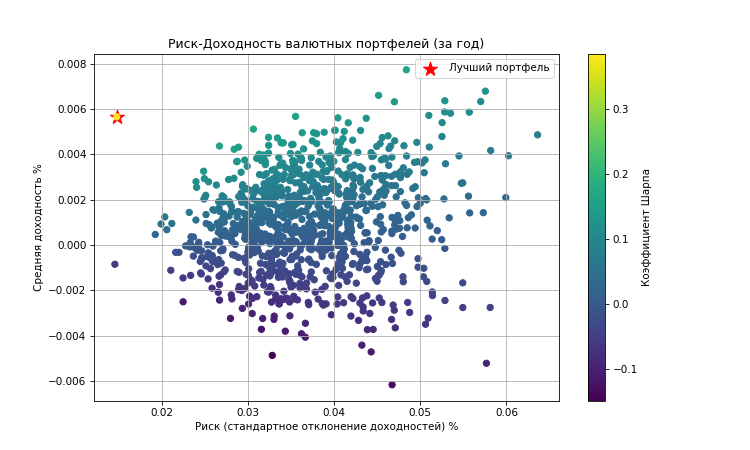 Риск-Доходность валютных портфелей (за год)
Лучший портфель
0.008
0.006
0.004
0.002
0.000
−0.002
−0.004
−0.006
Средняя доходность %
0.02 0.03 0.04 0.05 0.06
Риск (стандартное отклонение доходностей) %
0.3
0.2
0.1
0.0
−0.1
Коэффициент Шарпа